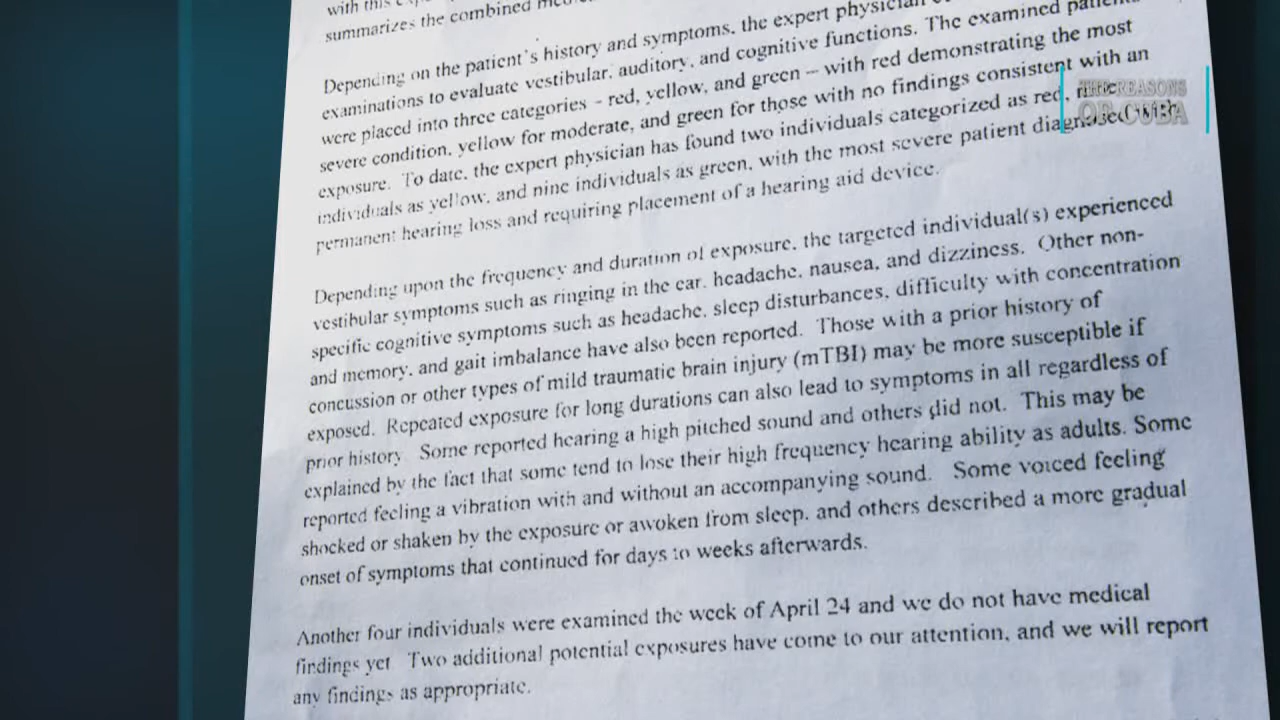 with this
summarizes the combined
Depending on the patient's history and symptoms, the expert physician
examinations to evaluate vestibular, auditory, and cognitive functions. The examined patients
were placed into three categories - red, yellow, and green – with red demonstrating the most
severe condition, yellow for moderate, and green for those with no findings consistent with an
exposure. To date, the expert physician has found two individuals categorized as red,
individuals as yellow, and nine individuals as green, with the most severe patient diagnosed with
permanent hearing loss and requiring placement of a hearing aid device.
Depending upon the frequency and duration of exposure, the targeted individual(s) experienced
vestibular symptoms such as ringing in the ear, headache, nausea, and dizziness. Other non-
specific cognitive symptoms such as headache, sleep disturbances, difficulty with concentration
and memory, and gait imbalance have also been reported. Those with a prior history of
concussion or other types of mild traumatic brain injury (mTBI) may be more susceptible if
exposed. Repeated exposure for long durations can also lead to symptoms in all regardless of
prior history. Some reported hearing a high pitched sound and others did not. This may be
explained by the fact that some tend to lose their high frequency hearing ability as adults. Some
reported feeling a vibration with and without an accompanying sound. Some voiced feeling
shocked or shaken by the exposure or awoken from sleep, and others described a more gradual
onset of symptoms that continued for days to weeks afterwards.
Another four individuals were examined the week of April 24 and we do not have medical
findings yet. Two additional potential exposures have come to our attention, and we will report
any findings as appropriate.
THE REASONS
OF CUBA